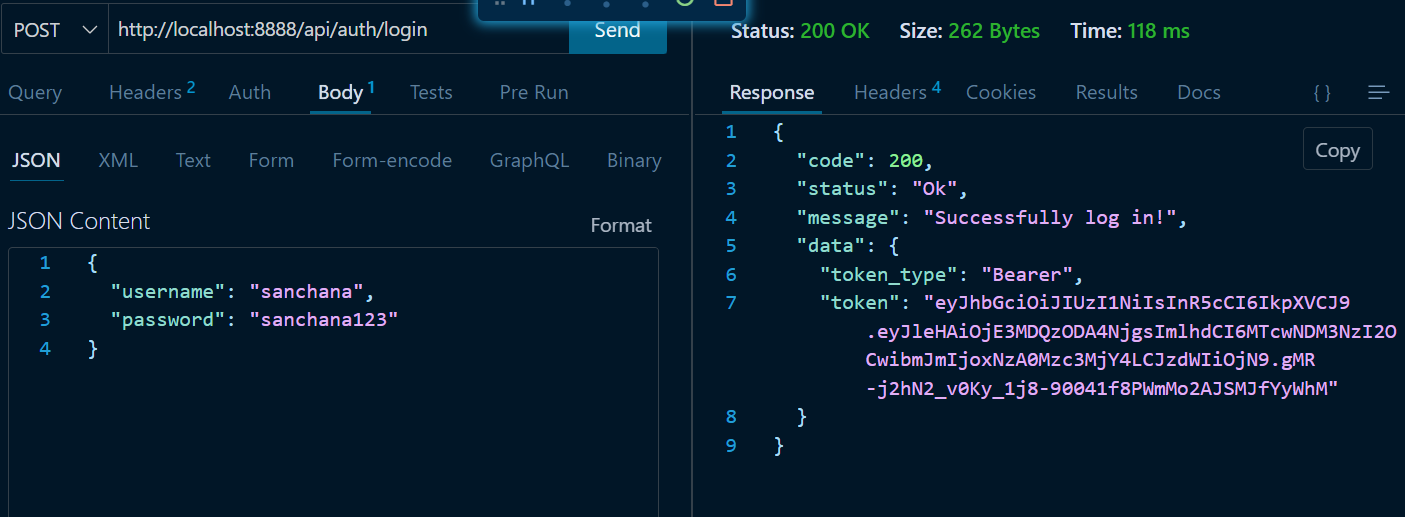 POST http://localhost:8888/api/auth/login Send
Status: 200 OK Size: 262 Bytes Time: 118 ms
Query Headers 2 Auth Body 1 Tests Pre Run
Response Headers 4 Cookies Results Docs { }
JSON XML Text Form Form-encode GraphQL Binary
JSON Content Format
1 {
2 "username": "sanchana",
3 "password": "sanchana123"
4 }
Copy
1 {
2 "code": 200,
3 "status": "Ok",
4 "message": "Successfully log in!",
5 "data": {
6 "token_type": "Bearer",
7 "token": "eyJhbGciOiJIUzI1NiIsInR5cCI6IkpXVCJ9
.eyJleHAiOjE3MDQzODA4NjgsImlhdCI6MTcwNDM3NzI2O
CwibmJmIjoxNzA0Mzc3MjY4LCJzdWIiOjN9.gMR
-j2hN2_v0Ky_1j8-90041f8PWmMo2AJSMJfYyWhM"
8 }
9 }